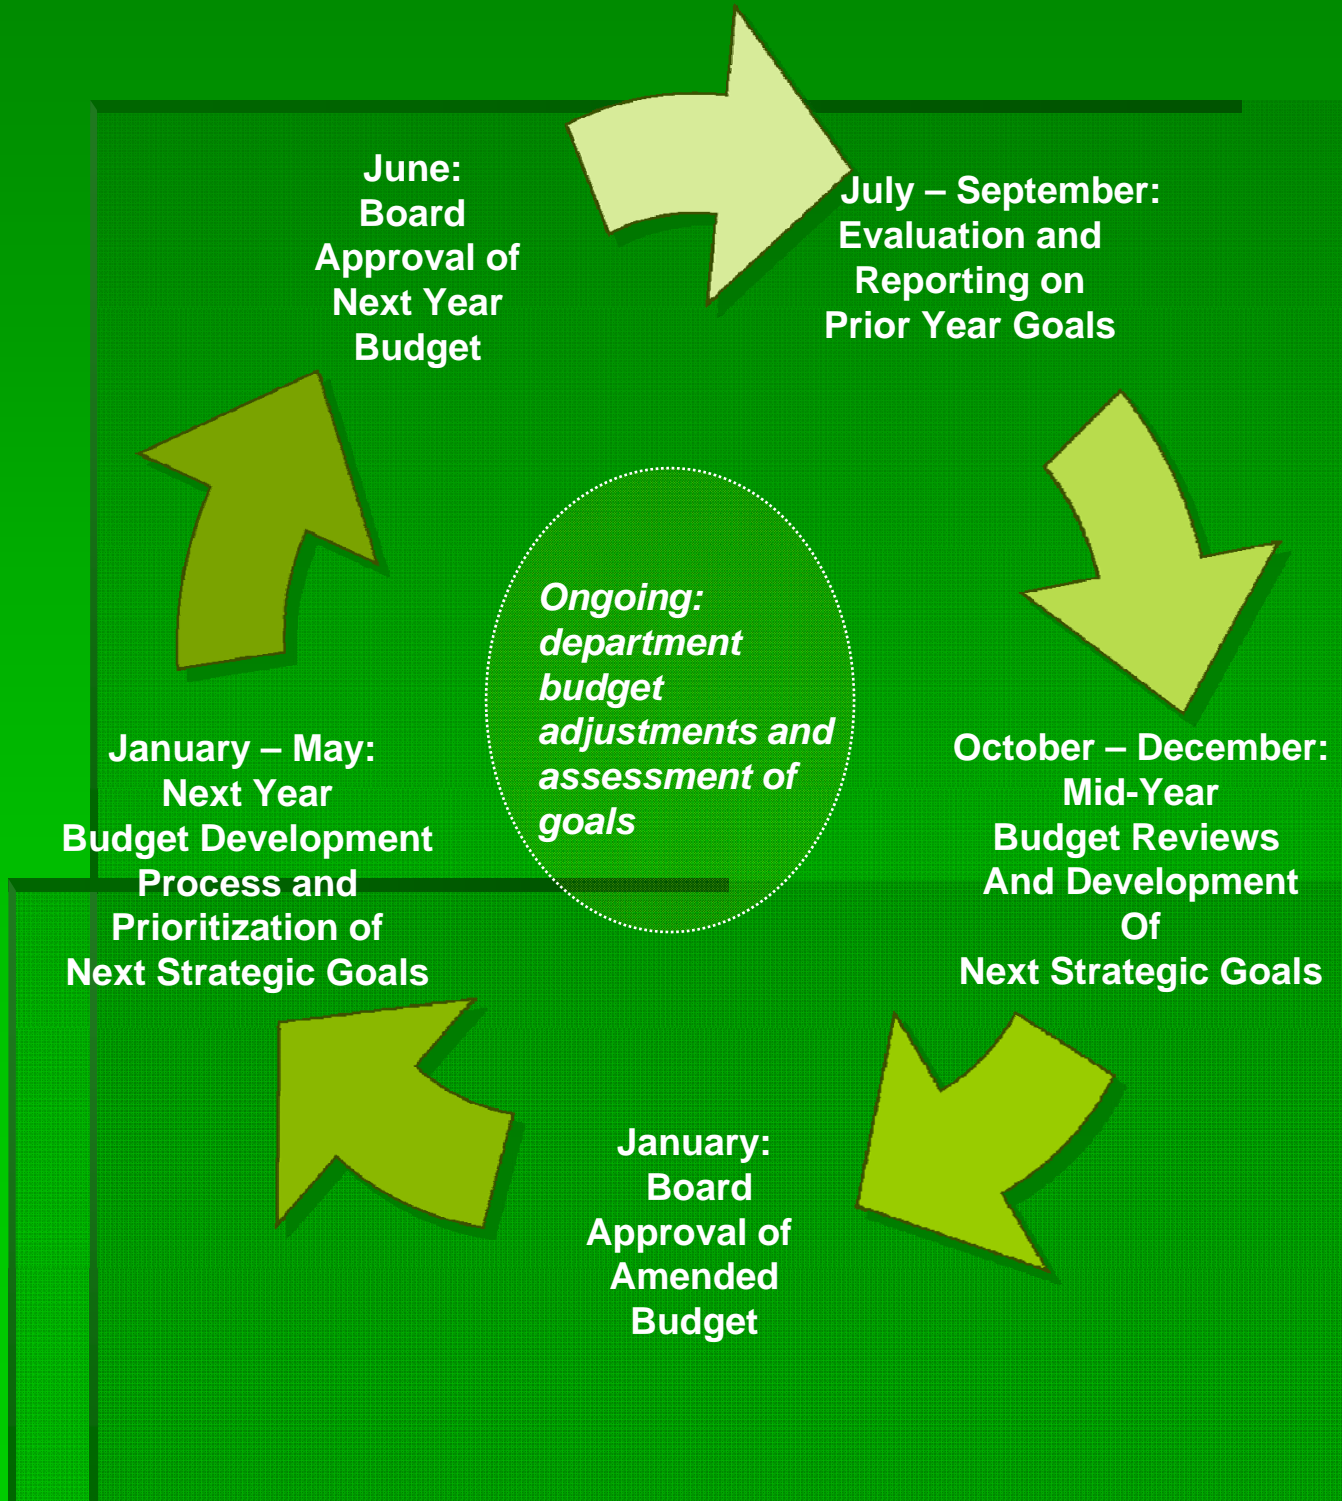 June:
Board
Approval of
Next Year
Budget
July – September:
Evaluation and
Reporting on
Prior Year Goals
Ongoing:
department
budget
adjustments and
assessment of
goals
January – May:
Next Year
Budget Development
Process and
Prioritization of
Next Strategic Goals
October – December:
Mid-Year
Budget Reviews
And Development
Of
Next Strategic Goals
January:
Board
Approval of
Amended
Budget